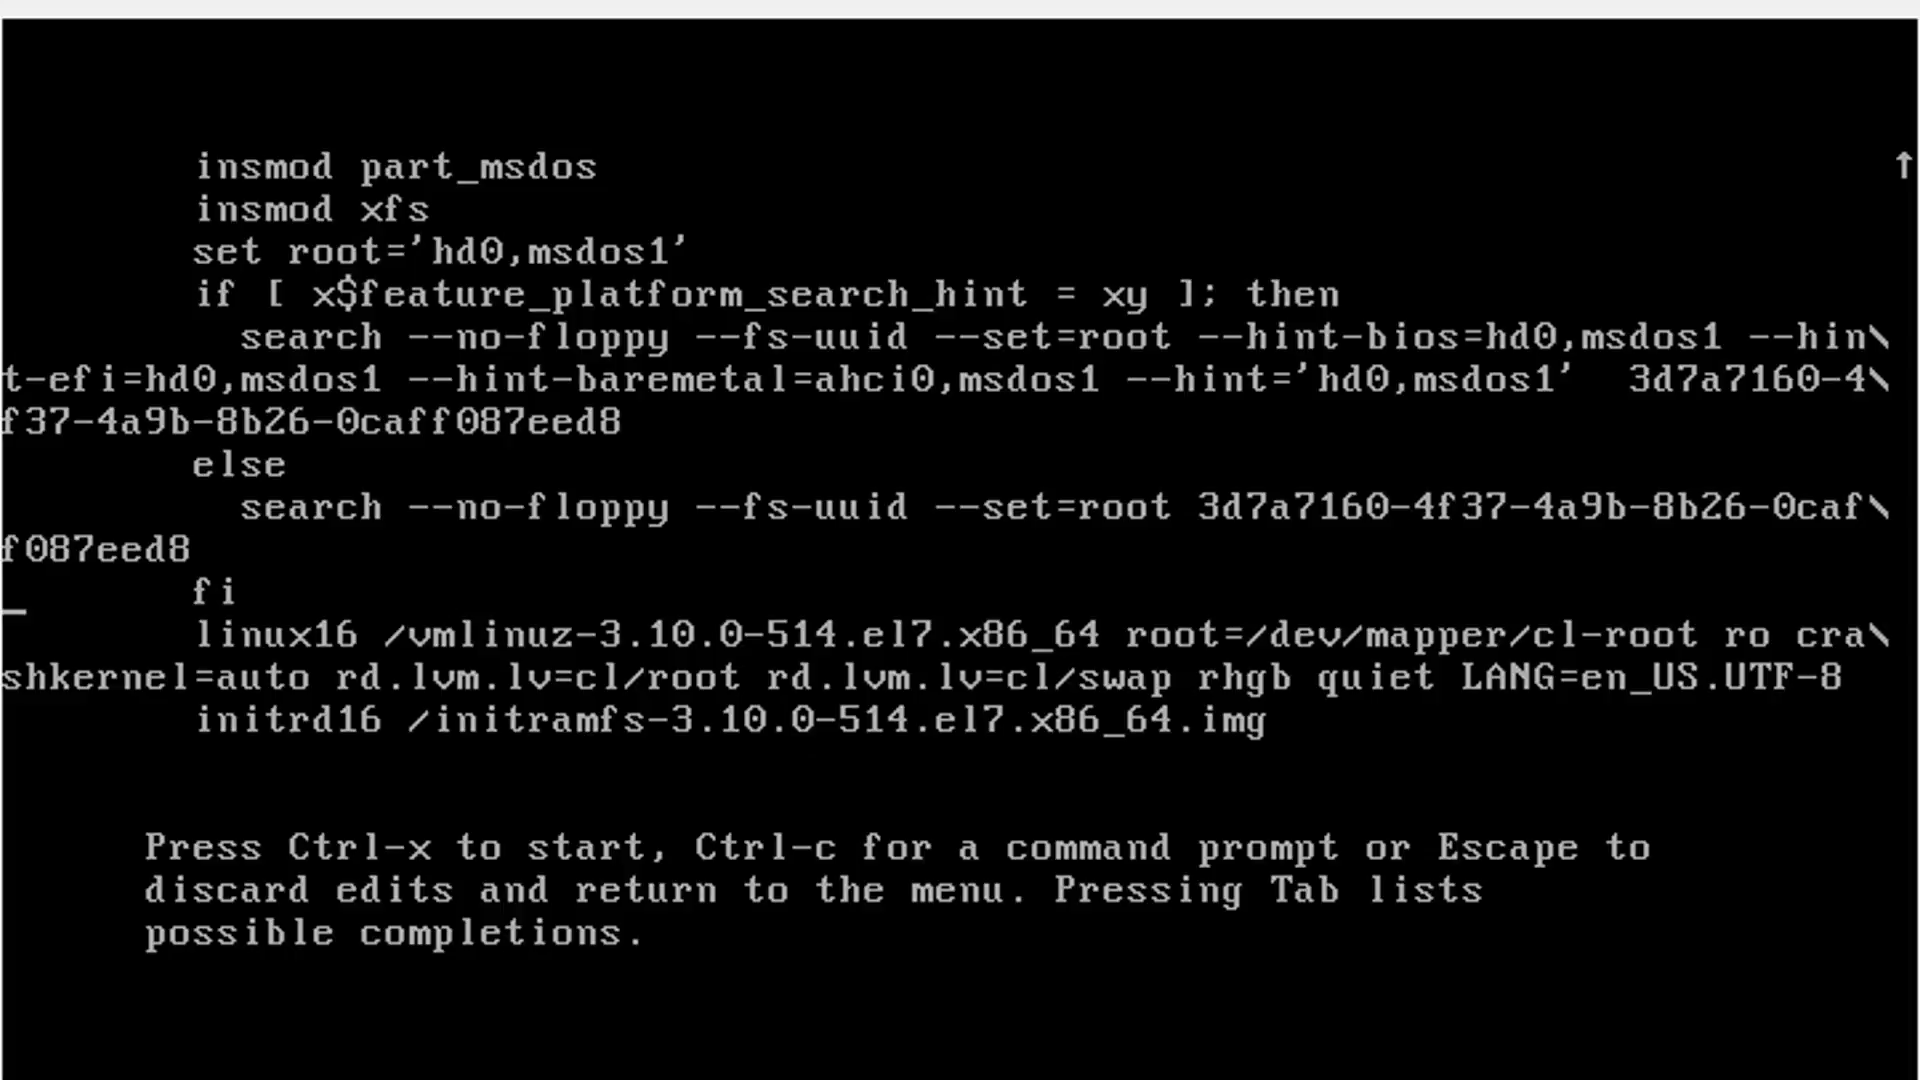 insmod part_msdos
insmod xfs
set root='hd0,msdos1'
if [ x$feature_platform_search_hint = xy ]; then
search --no-floppy --fs-uuid --set=root --hint-bios=hd0,msdos1 --hin\
t-efi=hd0,msdos1 --hint-baremetal=ahci0,msdos1 --hint='hd0,msdos1'  3d7a7160-4\
f37-4a9b-8b26-0caff087eed8
else
search --no-floppy --fs-uuid --set=root 3d7a7160-4f37-4a9b-8b26-0caf\
f087eed8
fi
linux16 /vmlinuz-3.10.0-514.el7.x86_64 root=/dev/mapper/cl-root ro cra\
shkernel=auto rd.lvm.lv=cl/root rd.lvm.lv=cl/swap rhgb quiet LANG=en_US.UTF-8
initrd16 /initramfs-3.10.0-514.el7.x86_64.img
Press Ctrl-x to start, Ctrl-c for a command prompt or Escape to
discard edits and return to the menu. Pressing Tab lists
possible completions.